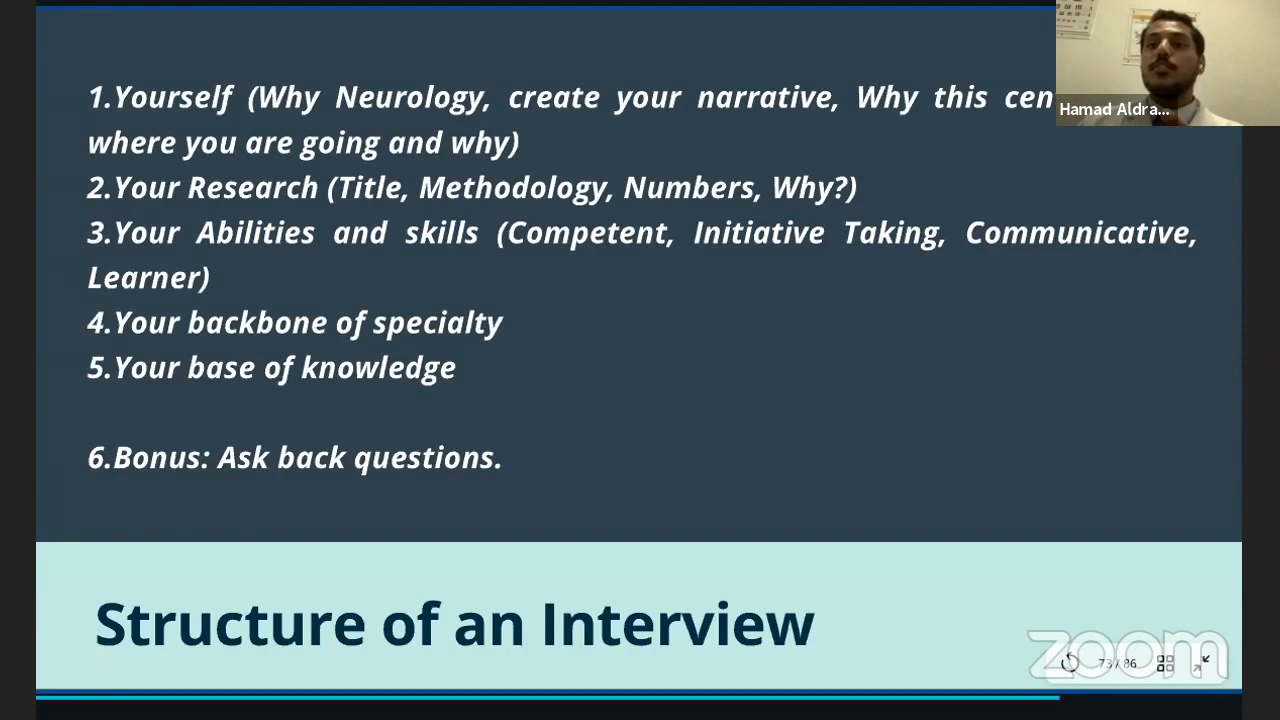 1.Yourself (Why Neurology, create your narrative, Why this cen
where you are going and why)
2.Your Research (Title, Methodology, Numbers, Why?)
3.Your Abilities and skills (Competent, Initiative Taking, Communicative,
Learner)
4.Your backbone of specialty
5.Your base of knowledge
6.Bonus: Ask back questions.
Structure of an Interview
Hamad Aldra...
zoom
73 / 86